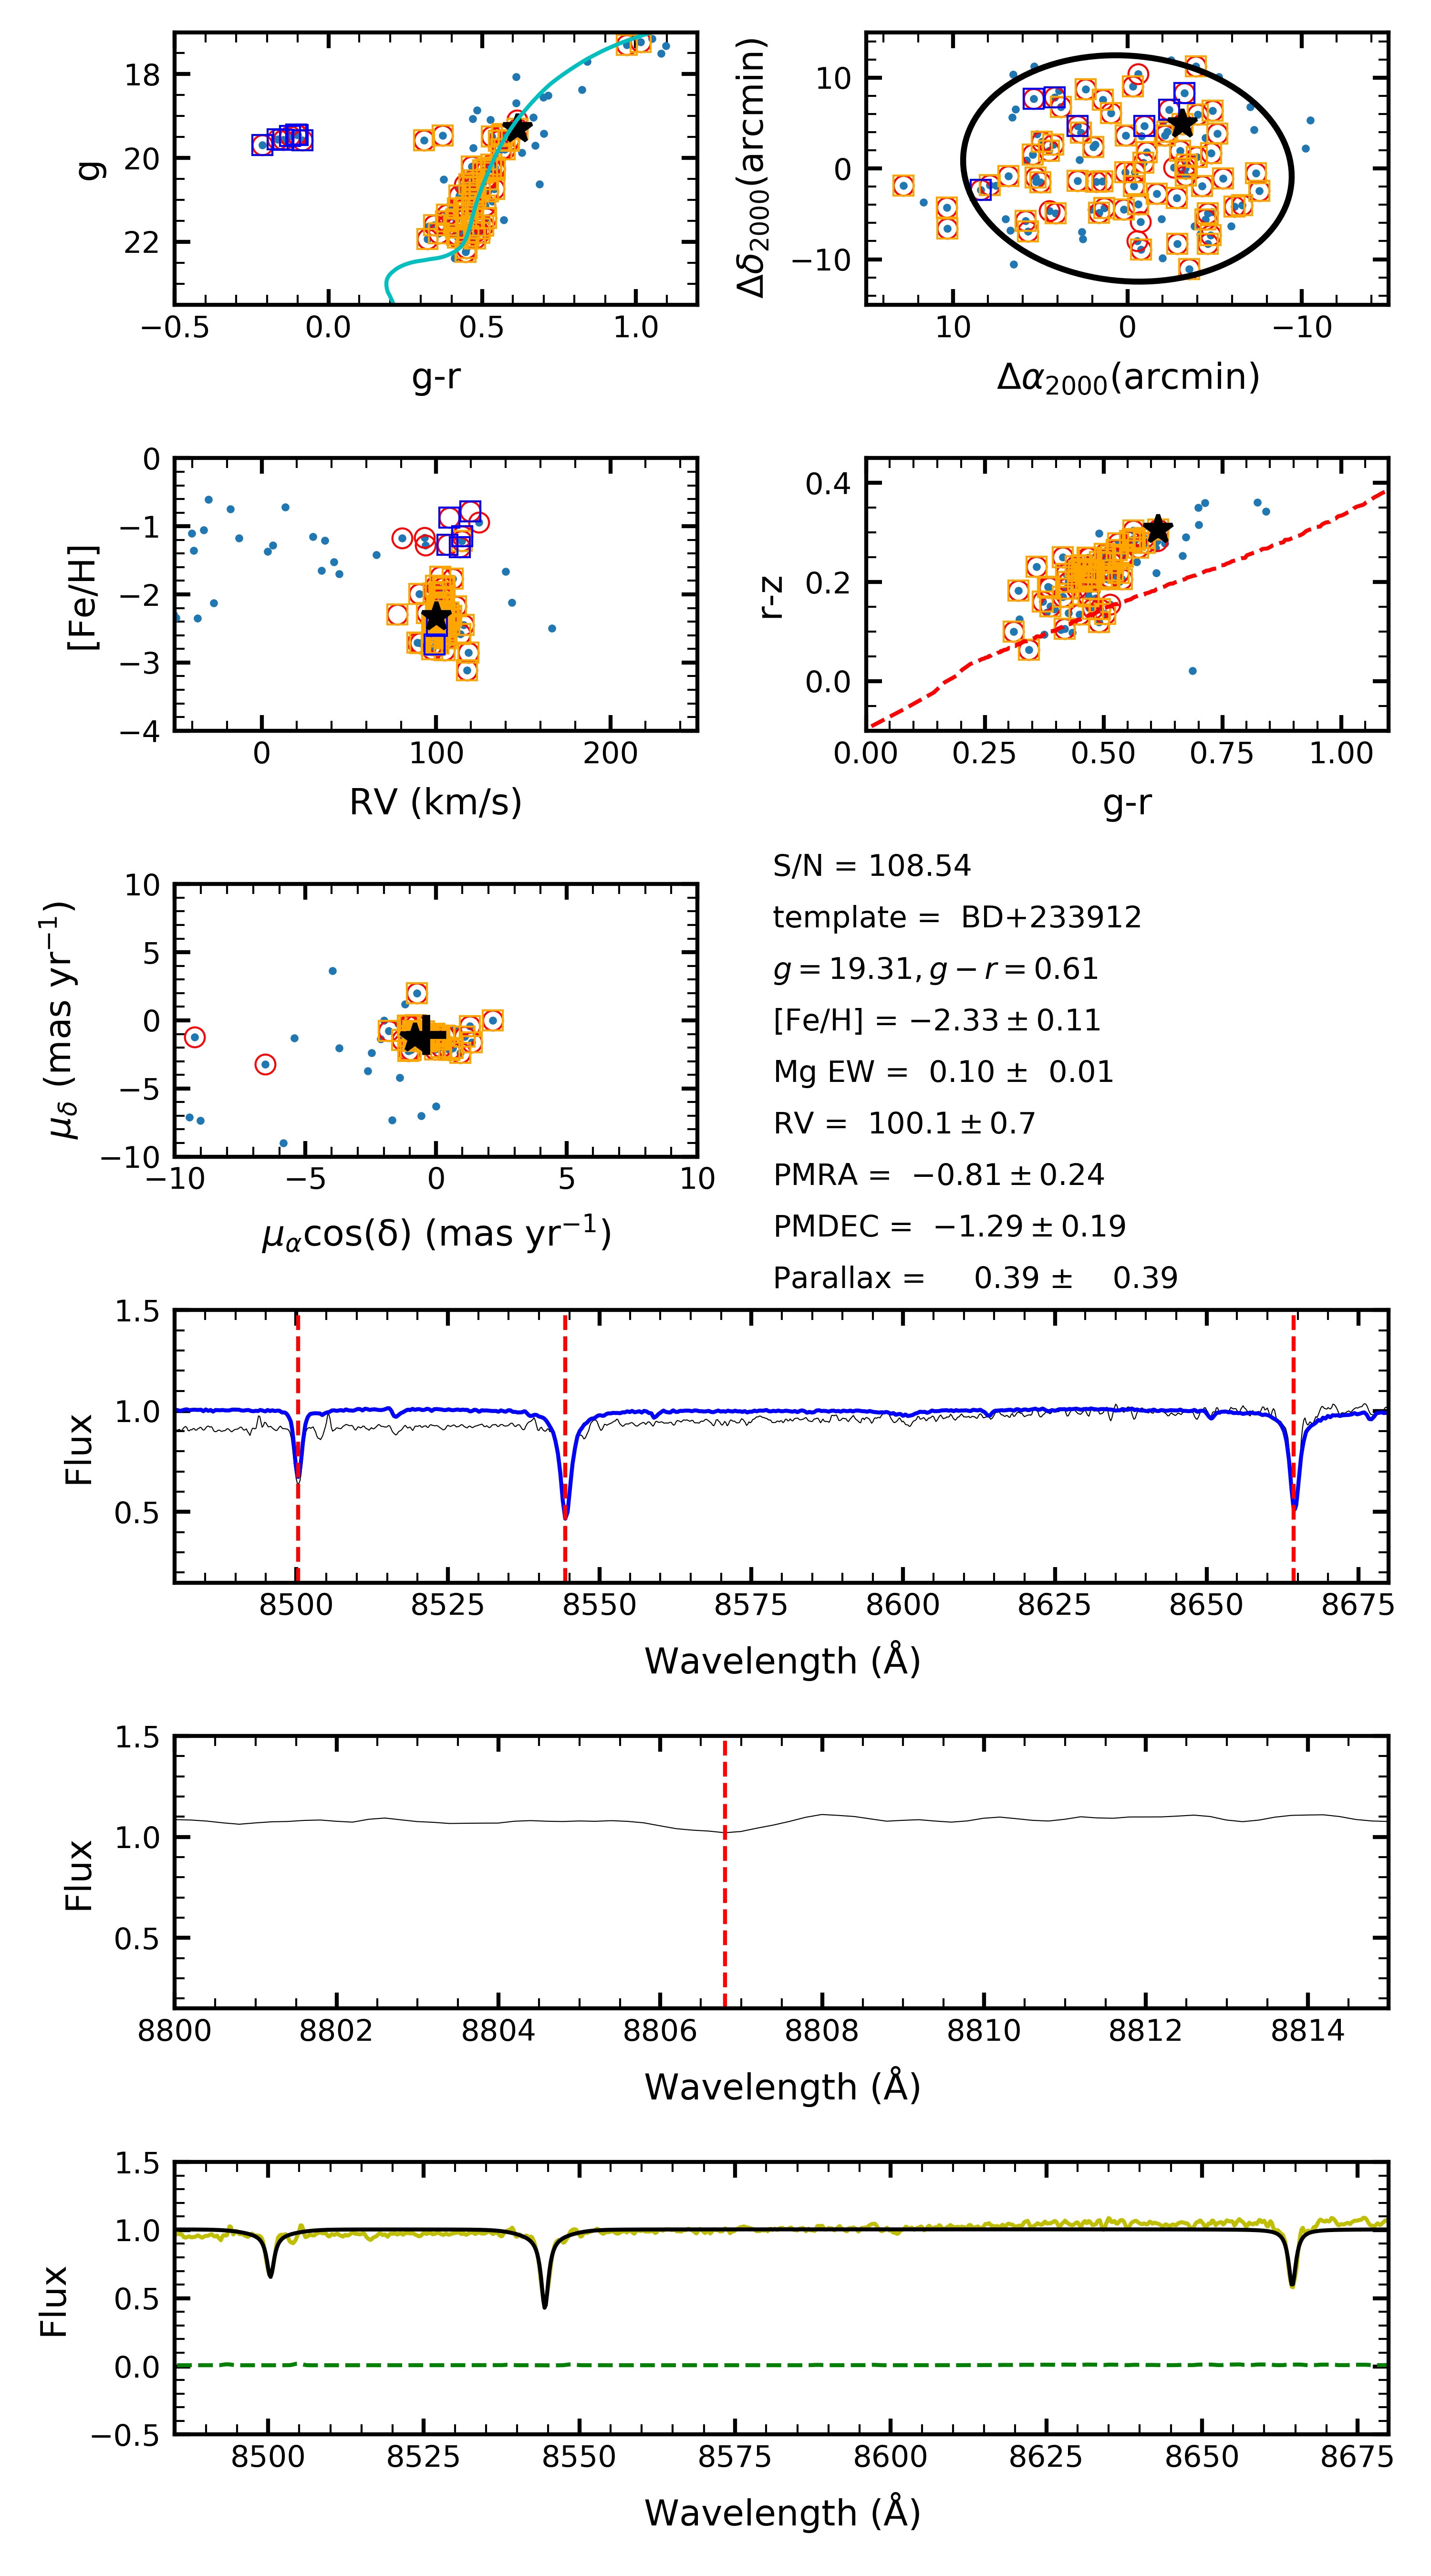 18
20
22
g
−0.5 0.0 0.5 1.0
g-r
10
0
−10
Δδ2000(arcmin)
10 0 −10
Δα2000(arcmin)
0
−1
−2
−3
−4
[Fe/H]
0 100 200
RV (km/s)
0.4
0.2
0.0
r-z
0.00 0.25 0.50 0.75 1.00
g-r
10
5
0
−5
−10
μδ (mas yr−1)
−10 −5 0 5 10
μαcos(δ) (mas yr−1)
S/N = 108.54
template = BD+233912
g = 19.31, g − r = 0.61
[Fe/H] = −2.33 ± 0.11
Mg EW = 0.10 ± 0.01
RV = 100.1 ± 0.7
PMRA = −0.81 ± 0.24
PMDEC = −1.29 ± 0.19
Parallax = 0.39 ± 0.39
1.5
1.0
0.5
Flux
8500 8525 8550 8575 8600 8625 8650 8675
Wavelength (Å)
1.5
1.0
0.5
Flux
8800 8802 8804 8806 8808 8810 8812 8814
Wavelength (Å)
1.5
1.0
0.5
0.0
−0.5
Flux
8500 8525 8550 8575 8600 8625 8650 8675
Wavelength (Å)